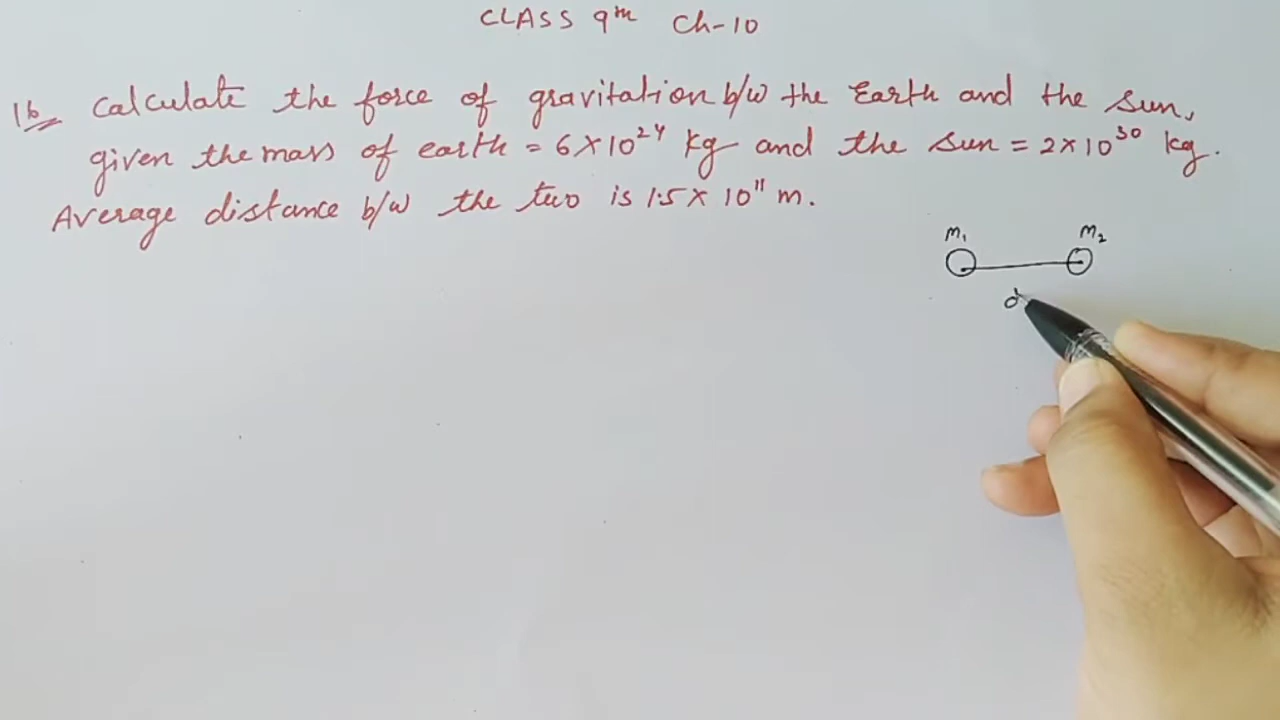 CLASS 9th Ch-10
16. Calculate the force of gravitation b/w the Earth and the Sun,
given the mass of earth = 6×10²⁴ kg and the sun = 2×10³⁰ kg.
Average distance b/w the two is 1.5× 10¹¹ m.
M₁ M₂
d